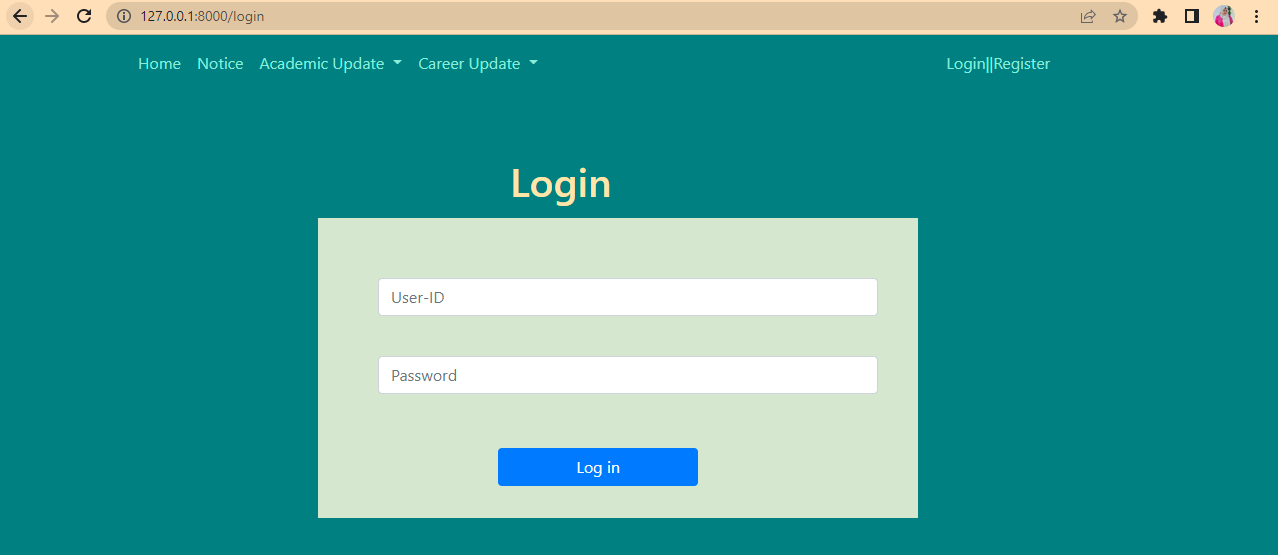 127.0.0.1:8000/login
Home Notice Academic Update Career Update Login||Register
Login
User-ID
Password
Log in